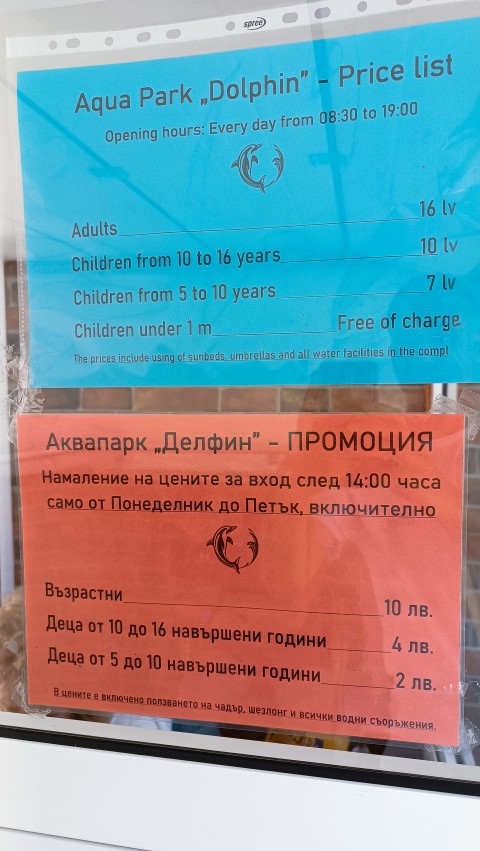 spree
Aqua Park „Dolphin” - Price list
Opening hours: Every day from 08:30 to 19:00
Adults 16 lv
Children from 10 to 16 years 10 lv
Children from 5 to 10 years 7 lv
Children under 1 m Free of charge
The prices include using of sunbeds, umbrellas and all water facilities in the compl
Аквапарк „Делфин” - ПРОМОЦИЯ
Намаление на цените за вход след 14:00 часа
само от Понеделник до Петък, включително
Възрастни 10 лв.
Деца от 10 до 16 навършени години 4 лв.
Деца от 5 до 10 навършени години 2 лв.
В цените е включено ползването на чадър, шезлонг и всички водни съоръжения.